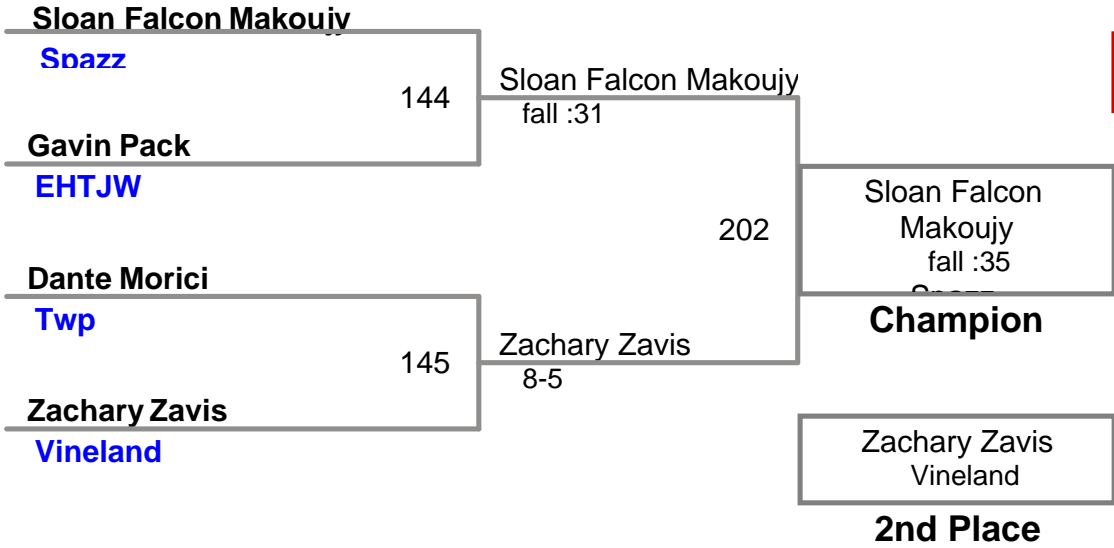 Sloan Falcon Makoujy
Spazz
144
Gavin Pack
EHTJW
Dante Morici
Twp
145
Zachary Zavis
Vineland
Sloan Falcon Makoujy
fall :31
202
Zachary Zavis
8-5
Sloan Falcon
Makoujy
fall :35
Spazz
Champion
Zachary Zavis
Vineland
2nd Place